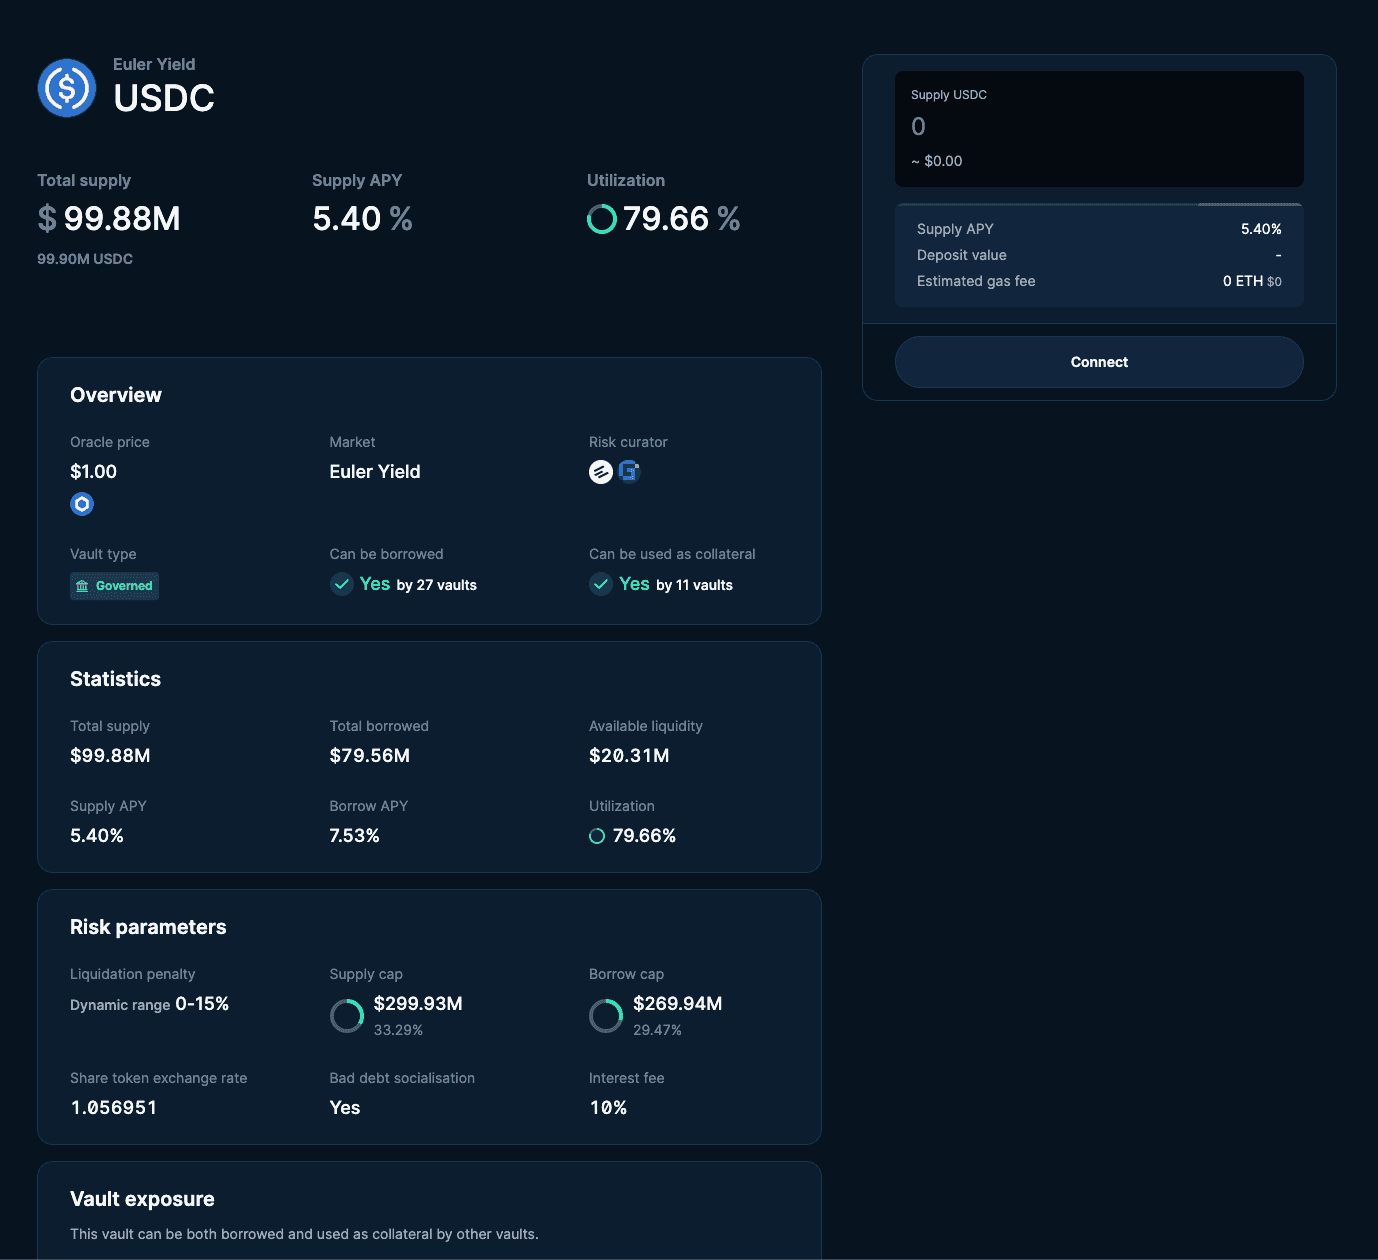 Euler Yield
USDC
Total supply
$ 99.88M
99.90M USDC
Supply APY
5.40 %
Utilization
79.66 %
Supply USDC
0
~ $0.00
Supply APY 5.40%
Deposit value -
Estimated gas fee 0 ETH $0
Connect
Overview
Oracle price
$1.00
Market
Euler Yield
Risk curator
Vault type
Governed
Can be borrowed
Yes by 27 vaults
Can be used as collateral
Yes by 11 vaults
Statistics
Total supply
$99.88M
Total borrowed
$79.56M
Available liquidity
$20.31M
Supply APY
5.40%
Borrow APY
7.53%
Utilization
79.66%
Risk parameters
Liquidation penalty
Dynamic range 0-15%
Supply cap
$299.93M
33.29%
Borrow cap
$269.94M
29.47%
Share token exchange rate
1.056951
Bad debt socialisation
Yes
Interest fee
10%
Vault exposure
This vault can be both borrowed and used as collateral by other vaults.